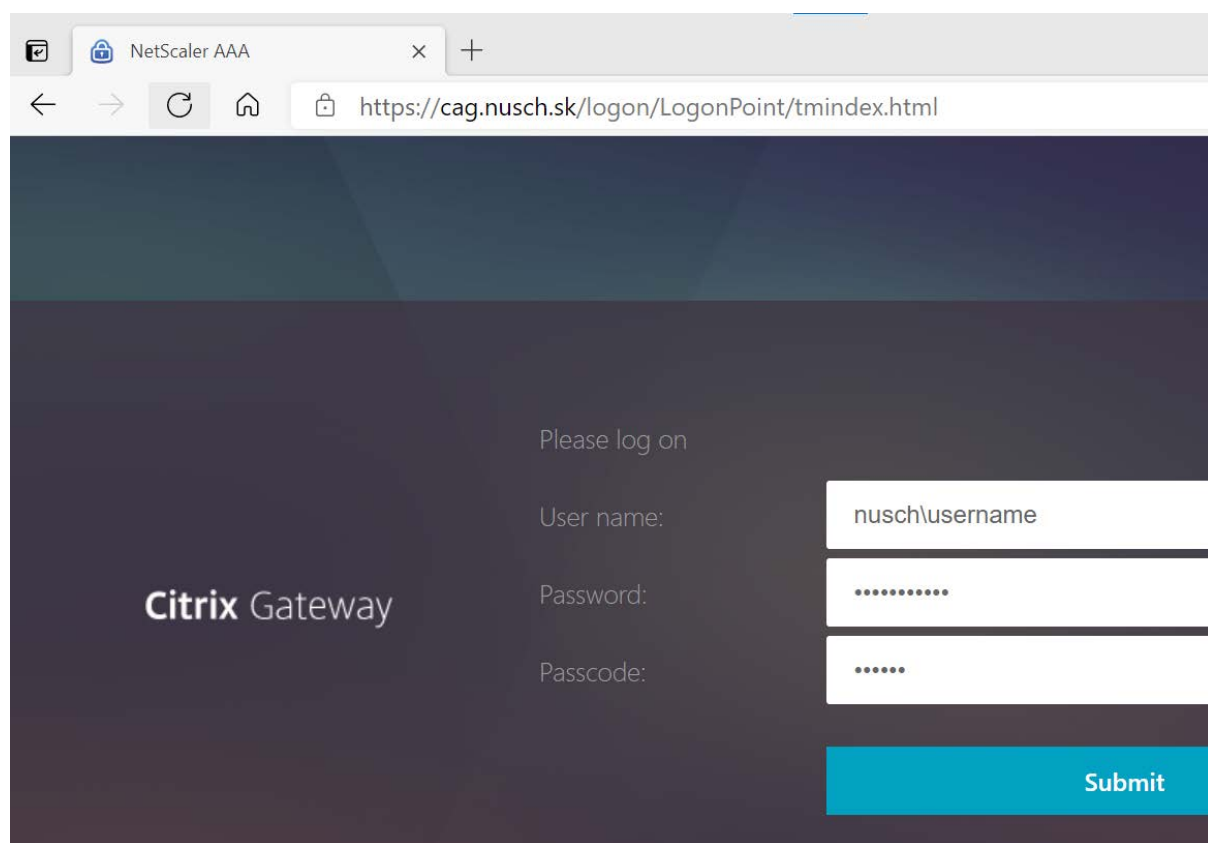 NetScaler AAA
https://cag.nusch.sk/logon/LogonPoint/tmindex.html
Please log on
User name: nusch\username
Citrix Gateway
Password: •••••••••••
Passcode: ••••••
Submit